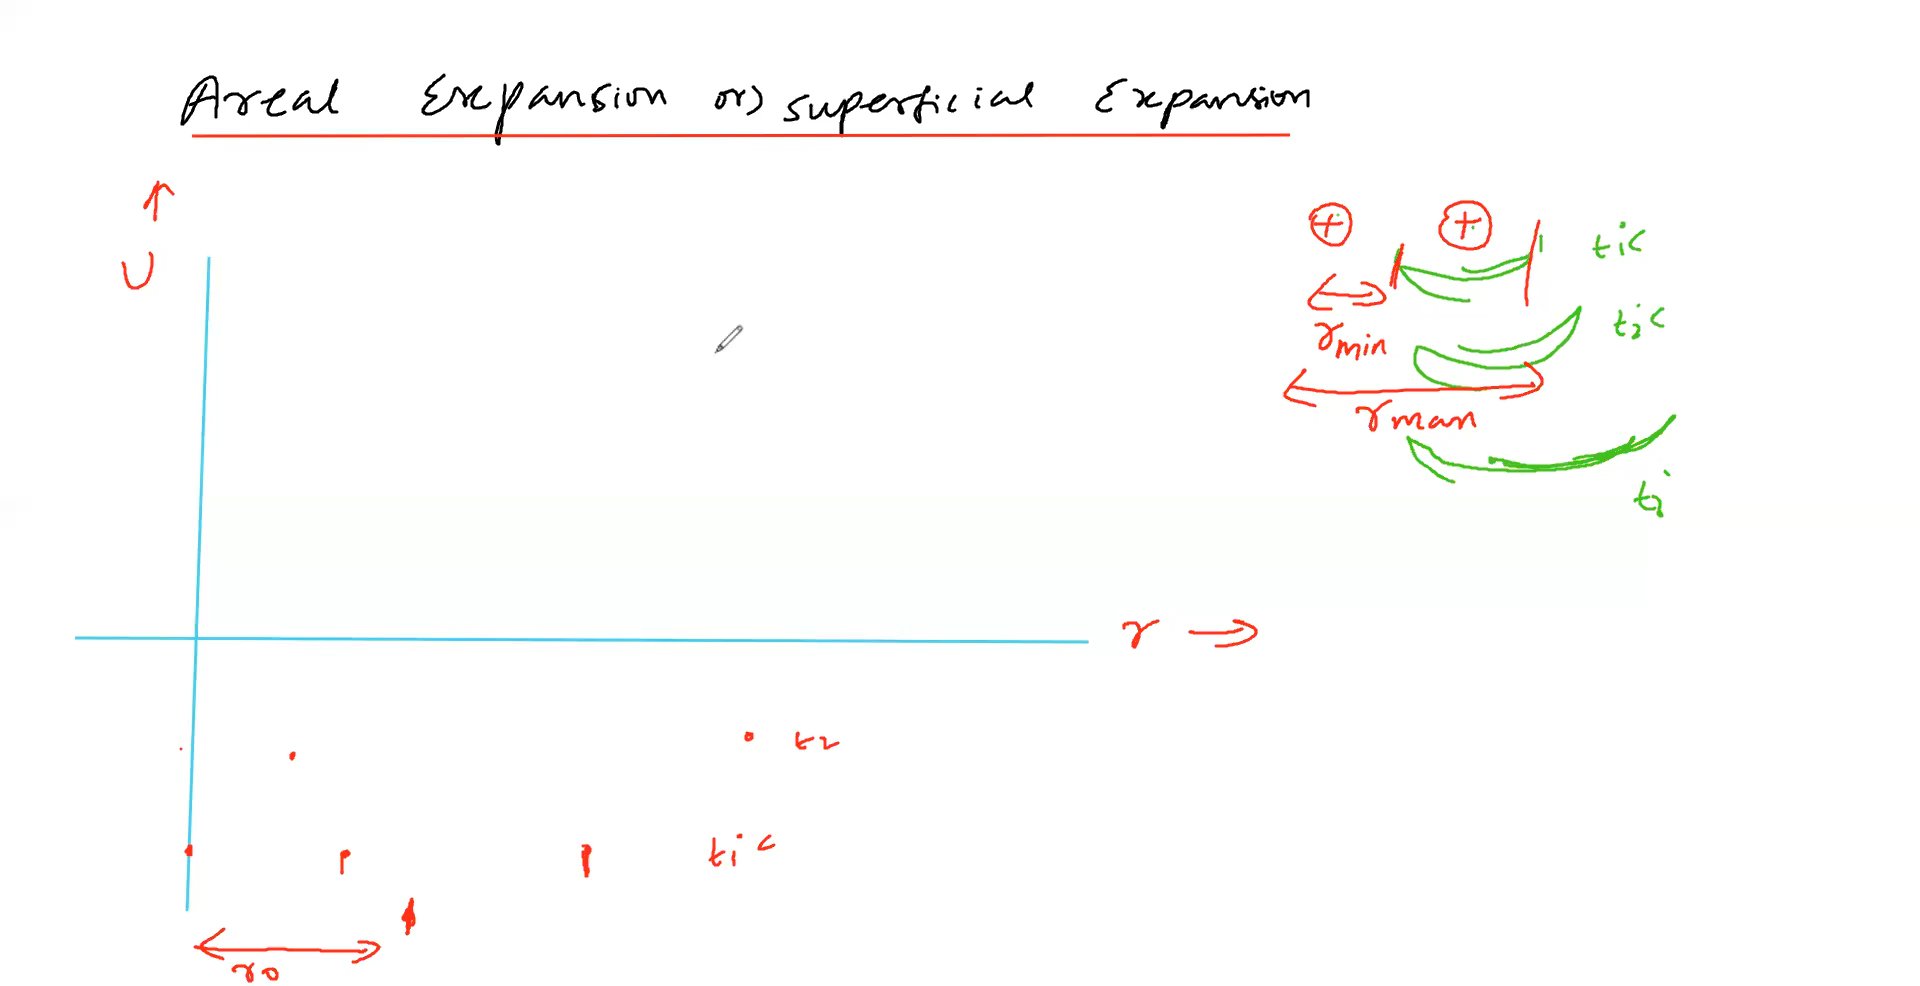 Areal Expansion or) superficial Expansion
U
+ +
t₁°c
rmin
t₂°c
rmax
t₃°
r
t₂
t₁°c
r₀